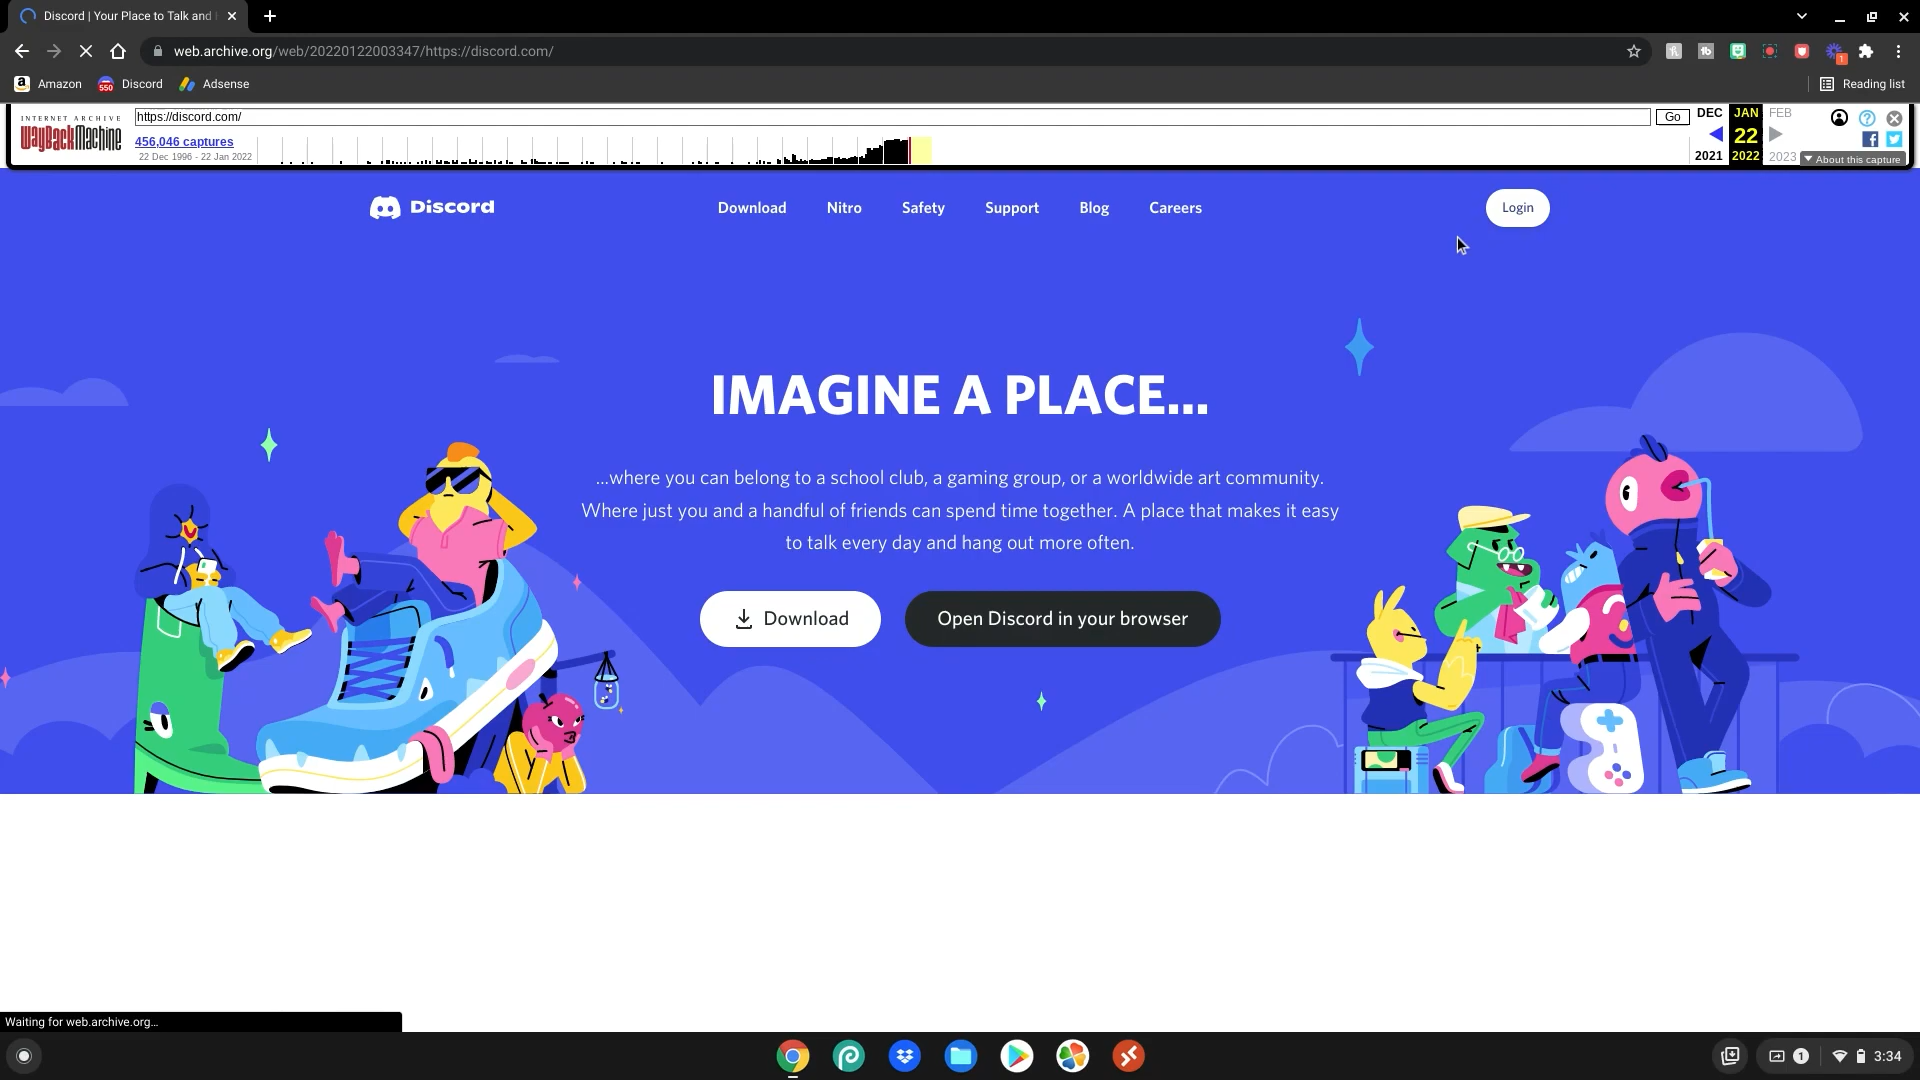 Discord | Your Place to Talk and
web.archive.org/web/20220122003347/https://discord.com/
1
Amazon
550
Discord
Adsense
Reading list
INTERNET ARCHIVE
WayBackMachine
https://discord.com/
Go
DEC
JAN
FEB
456,046 captures
22
22 Dec 1996 - 22 Jan 2022
2021
2022
2023
About this capture
Discord
Download
Nitro
Safety
Support
Blog
Careers
Login
IMAGINE A PLACE...
...where you can belong to a school club, a gaming group, or a worldwide art community.
Where just you and a handful of friends can spend time together. A place that makes it easy
to talk every day and hang out more often.
Download
Open Discord in your browser
Waiting for web.archive.org...
1
3:34